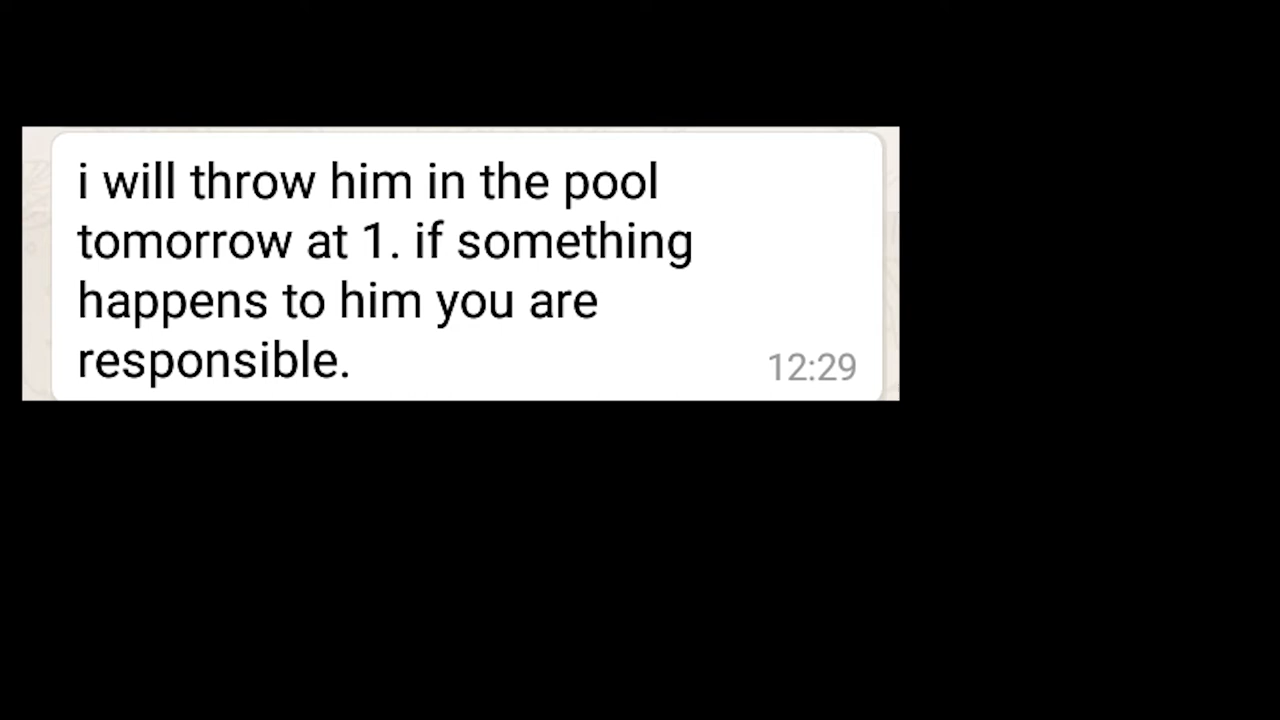 i will throw him in the pool
tomorrow at 1. if something
happens to him you are
responsible.
12:29